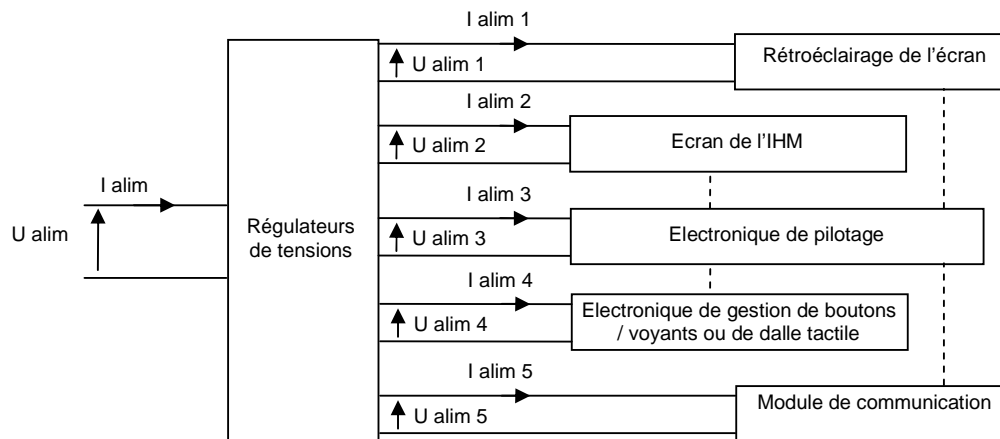 I alim 1
U alim 1
Rétroéclairage de l'écran
I alim 2
U alim 2
Ecran de l'IHM
I alim
U alim
Régulateurs
de tensions
I alim 3
U alim 3
Electronique de pilotage
I alim 4
U alim 4
Electronique de gestion de boutons
/ voyants ou de dalle tactile
I alim 5
U alim 5
Module de communication